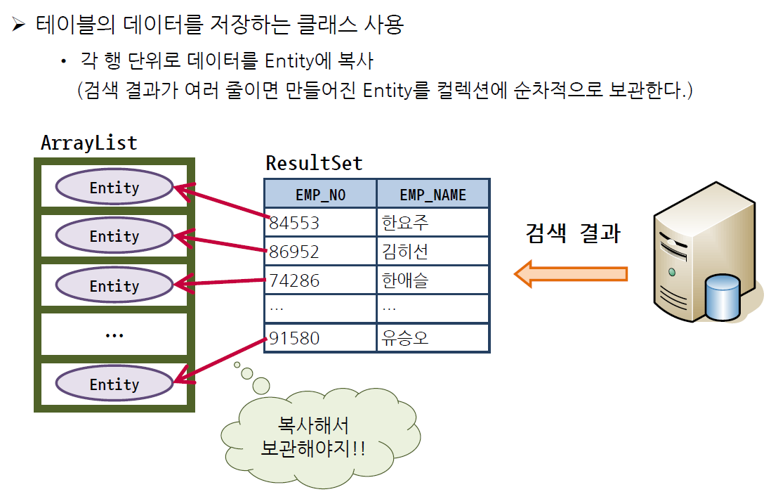 ➢ 테이블의 데이터를 저장하는 클래스 사용
• 각 행 단위로 데이터를 Entity에 복사
(검색 결과가 여러 줄이면 만들어진 Entity를 컬렉션에 순차적으로 보관한다.)
ArrayList
Entity
Entity
Entity
...
Entity
ResultSet
EMP_NO EMP_NAME
84553 한요주
86952 김히선
74286 한애슬
... ...
91580 유승오
검색 결과
복사해서
보관해야지!!